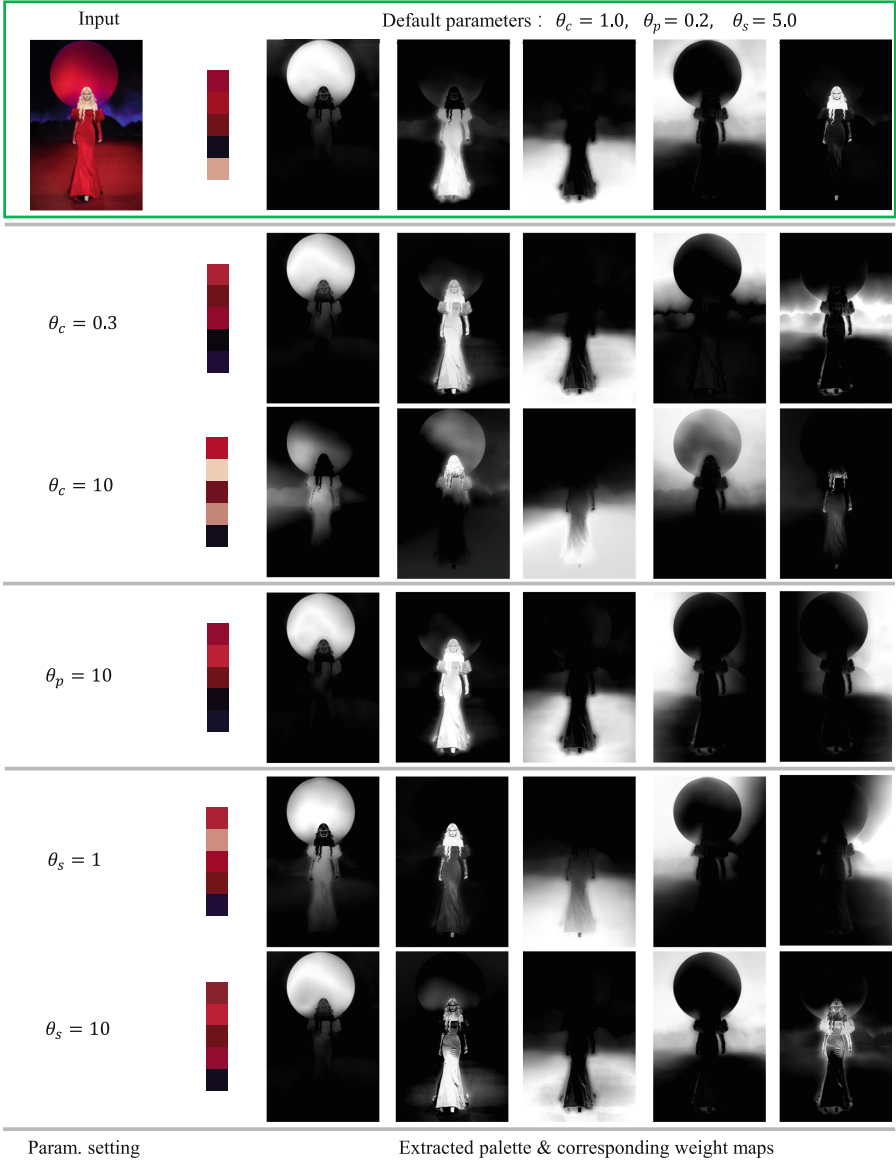 Input
Default parameters： θc = 1.0, θp = 0.2, θs = 5.0
θc = 0.3
θc = 10
θp = 10
θs = 1
θs = 10
Param. setting
Extracted palette & corresponding weight maps